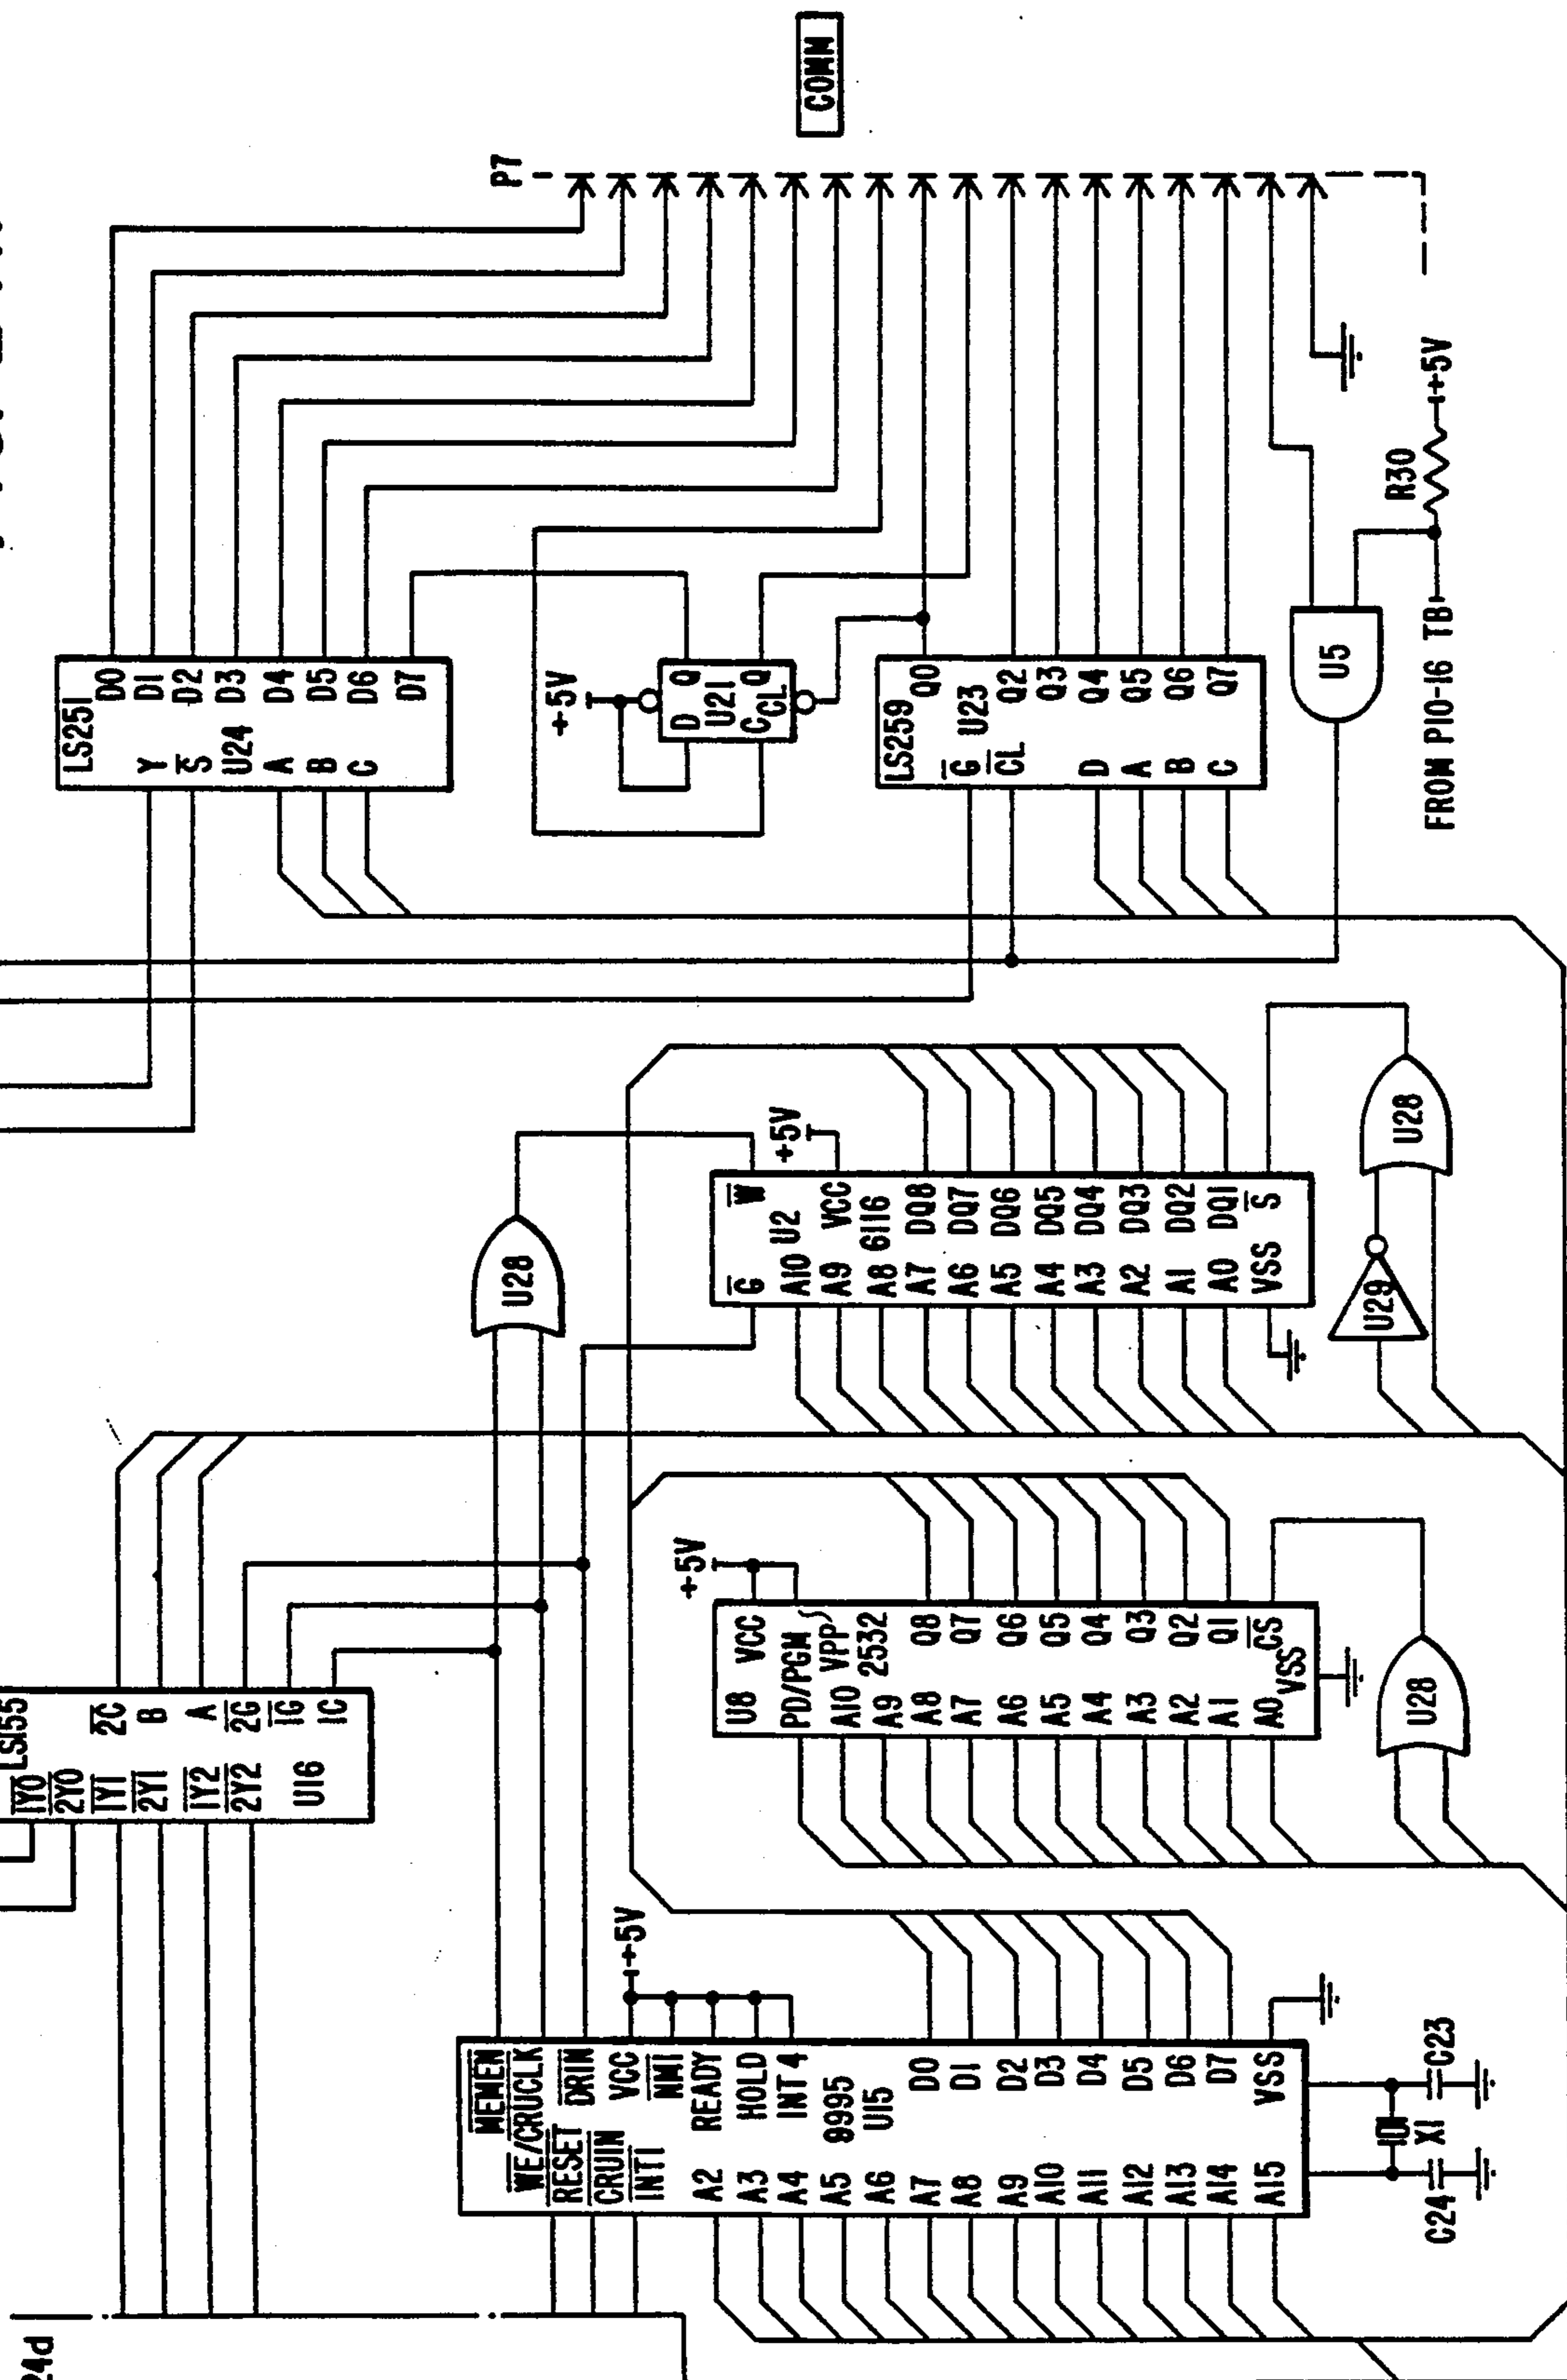 24d
LS155
1Y0
2Y0
1Y1
2Y1
1Y2
2Y2
U16
2C
B
A
2G
1G
1C
MEMEN
WE/CRUCLK
RESET
CRUIN
INT1
DRIN
VCC
NMI
READY
HOLD
INT4
9995
U15
A2
A3
A4
A5
A6
A7
A8
A9
A10
A11
A12
A13
A14
A15
D0
D1
D2
D3
D4
D5
D6
D7
VSS
+5V
C24
X1
C23
+5V
U8
VCC
PD/PGM
VPP
2532
A10
A9
A8
A7
A6
A5
A4
A3
A2
A1
A0
Q8
Q7
Q6
Q5
Q4
Q3
Q2
Q1
CS
VSS
U28
U28
G
W
U2
+5V
A10
A9
A8
A7
A6
A5
A4
A3
A2
A1
A0
VSS
VCC
6116
DQ8
DQ7
DQ6
DQ5
DQ4
DQ3
DQ2
DQ1
S
U29
U28
LS251
Y
S
U24
A
B
C
D0
D1
D2
D3
D4
D5
D6
D7
+5V
D
Q
U21
C
Q
CL
LS259
G
U23
CL
D
A
B
C
Q0
Q2
Q3
Q4
Q5
Q6
Q7
U5
FROM P10-16 TB
R30
+5V
P7
COMM